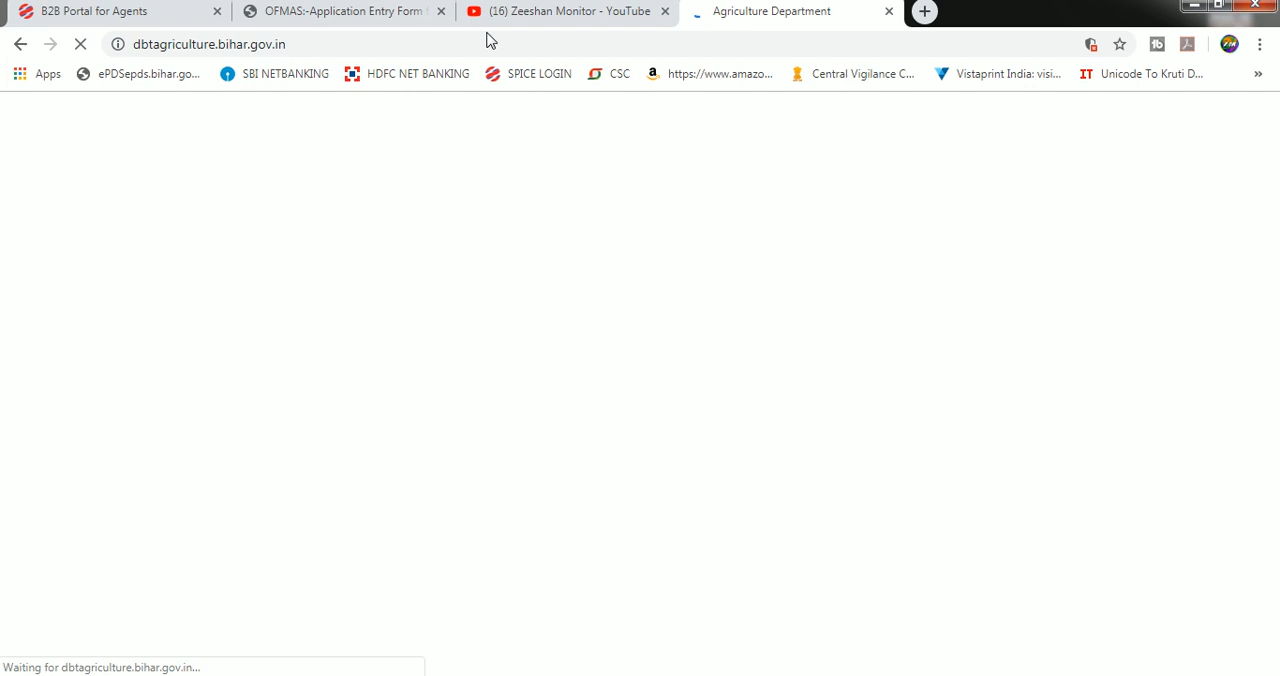 B2B Portal for Agents
OFMAS:-Application Entry Form
(16) Zeeshan Monitor - YouTube
Agriculture Department
dbtagriculture.bihar.gov.in
Apps
ePDSepds.bihar.go...
SBI NETBANKING
HDFC NET BANKING
SPICE LOGIN
CSC
https://www.amazo...
Central Vigilance C...
Vistaprint India: visi...
IT Unicode To Kruti D...
»
Waiting for dbtagriculture.bihar.gov.in...